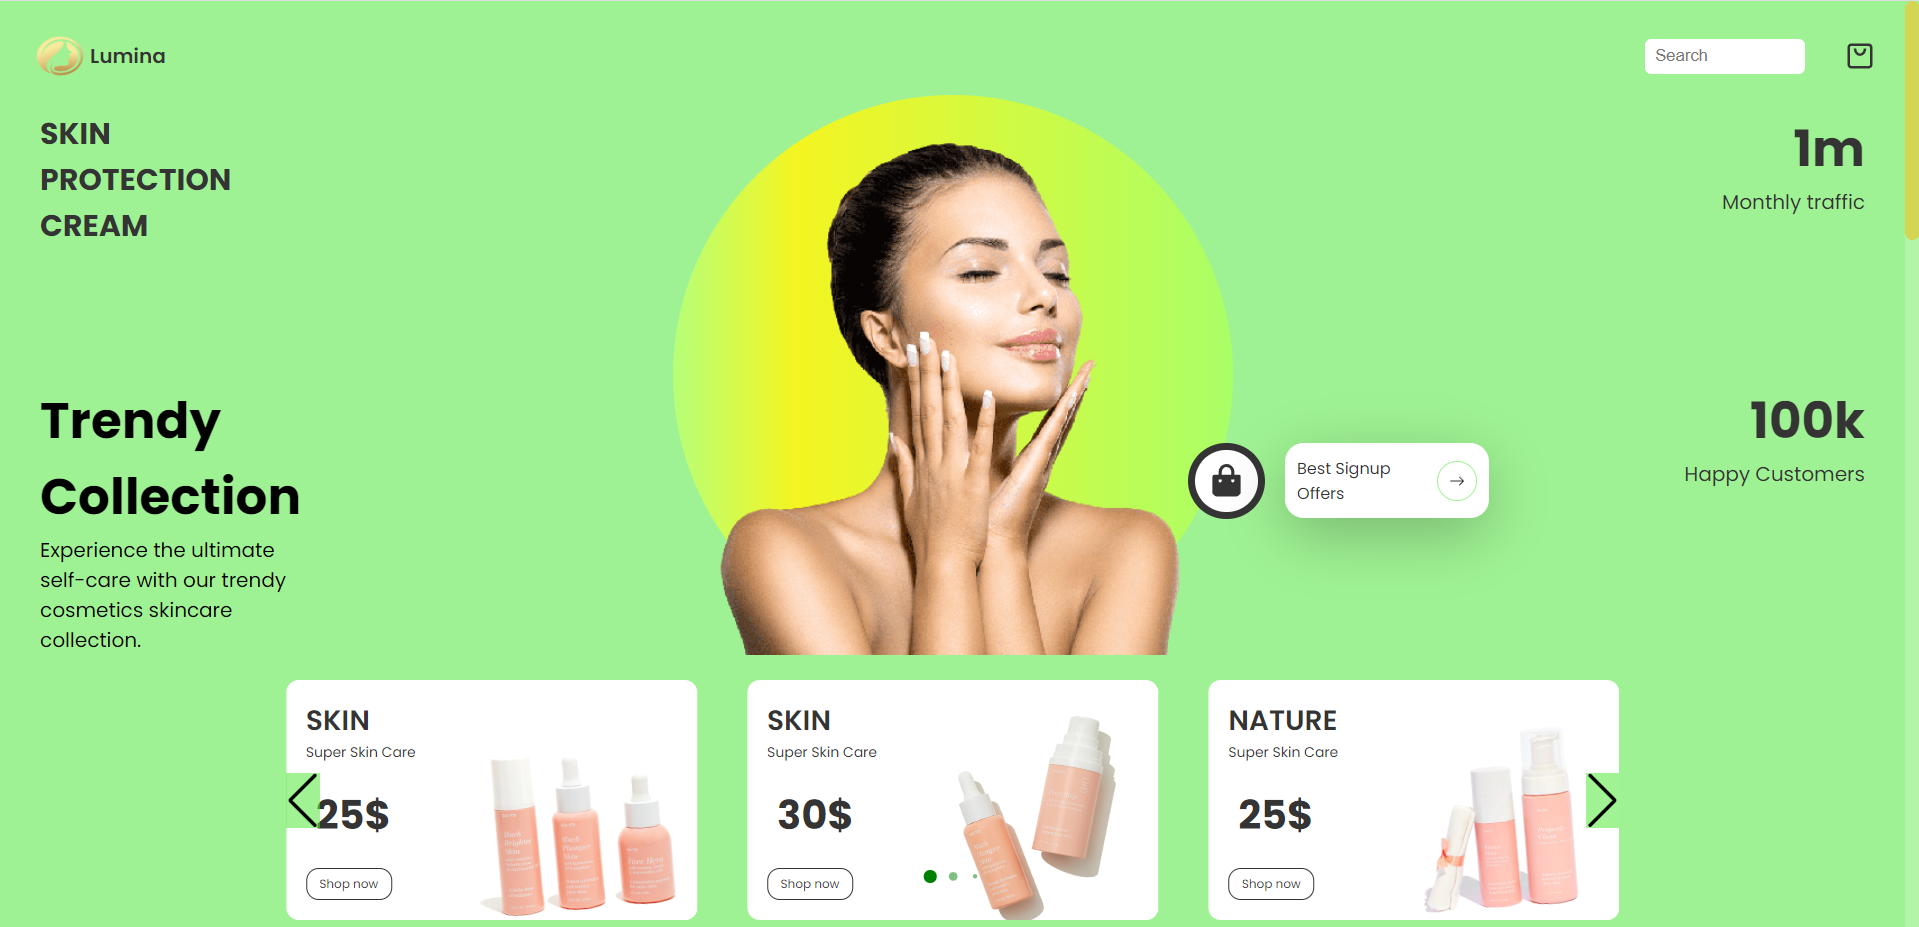 Lumina
Search
SKIN
PROTECTION
CREAM
1m
Monthly traffic
Trendy
Collection
Experience the ultimate
self-care with our trendy
cosmetics skincare
collection.
100k
Happy Customers
Best Signup
Offers
SKIN
Super Skin Care
25$
Shop now
SKIN
Super Skin Care
30$
Shop now
NATURE
Super Skin Care
25$
Shop now